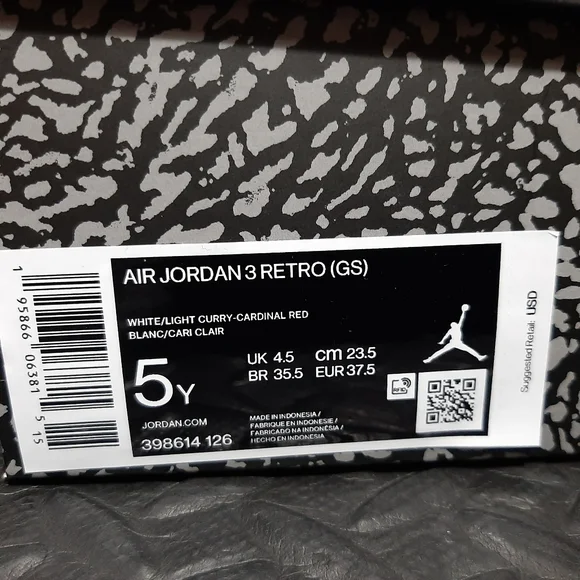 AIR JORDAN 3 RETRO (GS)
WHITE/LIGHT CURRY-CARDINAL RED
BLANC/CARI CLAIR
5Y
UK 4.5 cm 23.5
BR 35.5 EUR 37.5
JORDAN.COM
398614 126
MADE IN INDONESIA /
FABRIQUE EN INDONESIE /
FABRICADO NA INDONÉSIA /
HECHO EN INDONESIA
RFID
1 95866 06381 5 15
Suggested Retail: USD